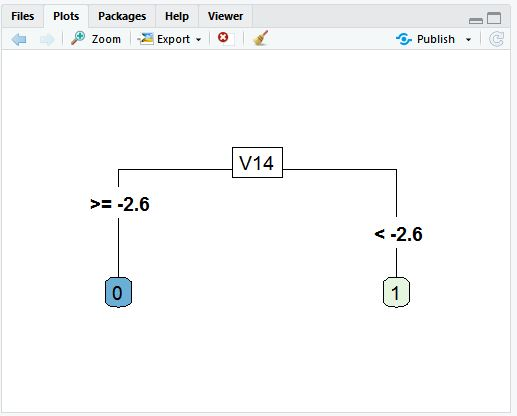 Files Plots Packages Help Viewer
Zoom Export Publish
V14
>= -2.6
< -2.6
0 1